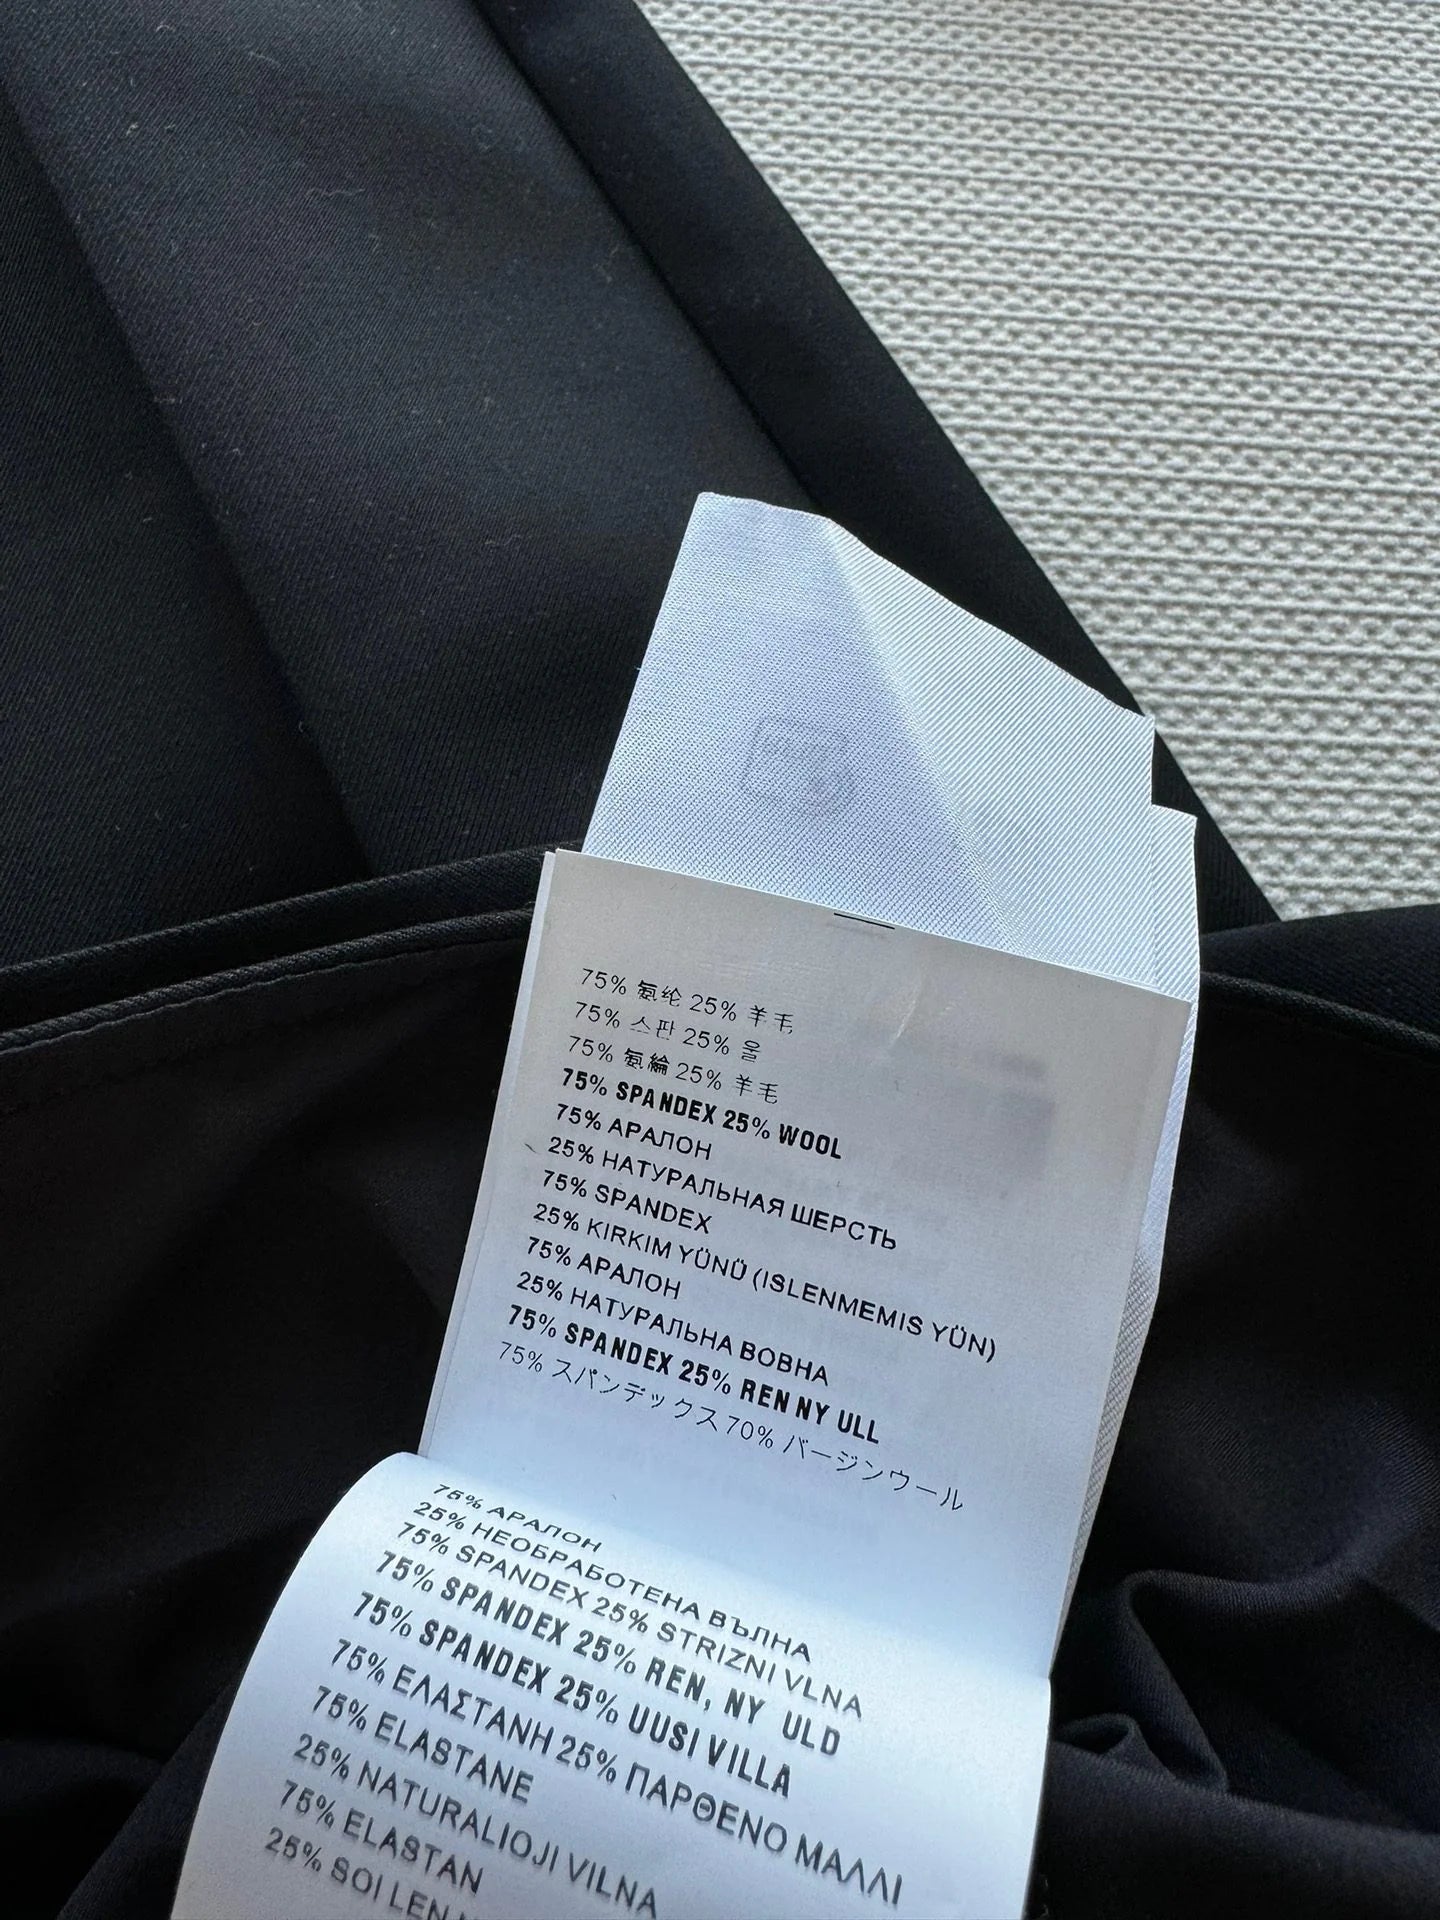 75% 氨纶 25% 羊毛
75% 스판 25% 울
75% 氨綸 25% 羊毛
75% SPANDEX 25% WOOL
75% АРАЛОН
25% НАТУРАЛЬНАЯ ШЕРСТЬ
75% SPANDEX
25% KIRKIM YÜNÜ (ISLENMEMIS YÜN)
75% АРАЛОН
25% НАТУРАЛЬНА ВОВНА
75% SPANDEX 25% REN NY ULL
75% スパンデックス 70% バージンウール
75% АРАЛОН
25% НЕОБРАБОТЕНА ВЪЛНА
75% SPANDEX 25% STRIZNI VLNA
75% SPANDEX 25% REN, NY ULD
75% SPANDEX 25% UUSI VILLA
75% ΕΛΑΣΤΑΝΗ 25% ΠΑΡΘΕΝΟ ΜΑΛΛΙ
75% ELASTANE
25% NATURALIOJI VILNA
75% ELASTAN
25% SOI LEN